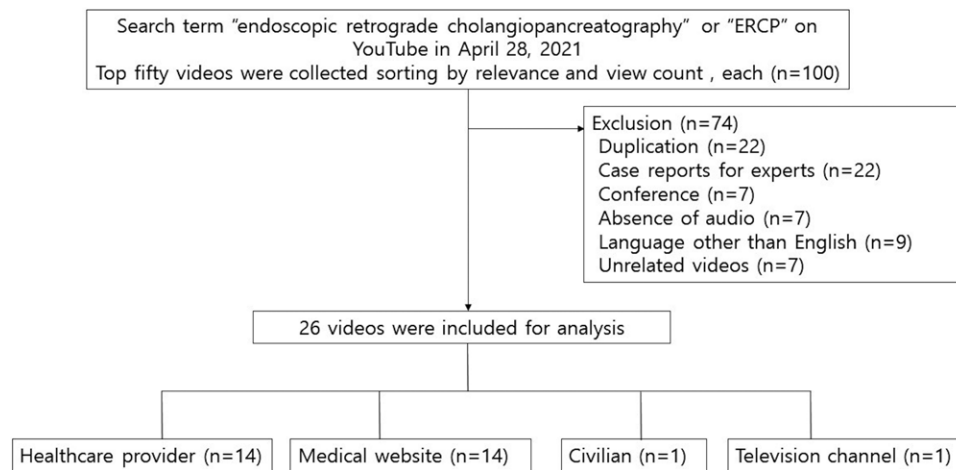 Search term “endoscopic retrograde cholangiopancreatography” or “ERCP” on
YouTube in April 28, 2021
Top fifty videos were collected sorting by relevance and view count , each (n=100)
Exclusion (n=74)
Duplication (n=22)
Case reports for experts (n=22)
Conference (n=7)
Absence of audio (n=7)
Language other than English (n=9)
Unrelated videos (n=7)
26 videos were included for analysis
Healthcare provider (n=14)
Medical website (n=14)
Civilian (n=1)
Television channel (n=1)